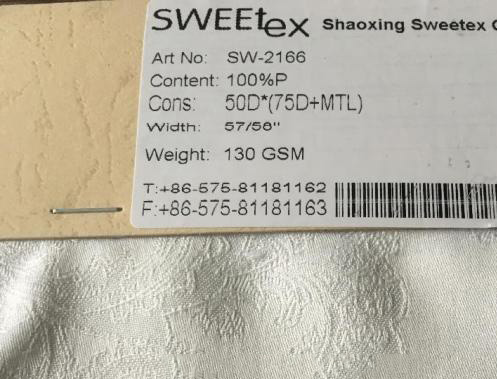 SWEEtex Shaoxing Sweetex
Art No: SW-2166
Content: 100%P
Cons: 50D*(75D+MTL)
Width: 57/58"
Weight: 130 GSM
T:+86-575-81181162
F:+86-575-81181163